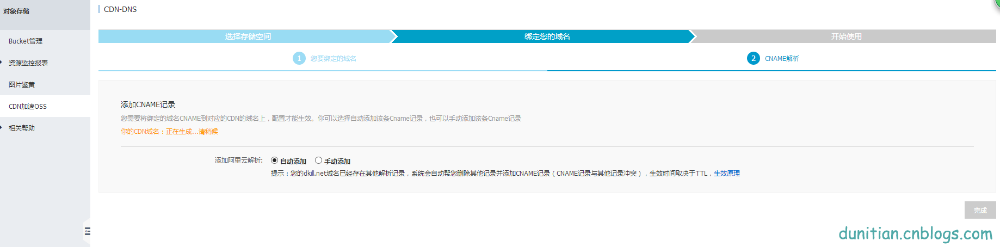 对象存储
Bucket管理
资源监控报表
图片鉴黄
CDN加速OSS
相关帮助
CDN-DNS
选择存储空间
绑定您的域名
开始使用
1 您要绑定的域名
2 CNAME解析
添加CNAME记录
您需要将绑定的域名CNAME到对应的CDN的域名上，配置才能生效。你可以选择自动添加该条Cname记录，也可以手动添加该条Cname记录
你的CDN域名：正在生成...请稍候
添加阿里云解析: 自动添加 手动添加
提示：您的dkill.net域名已经存在其他解析记录，系统会自动帮您删除其他记录并添加CNAME记录（CNAME记录与其他记录冲突），生效时间取决于TTL，生效原理
完成
dunitian.cnblogs.com